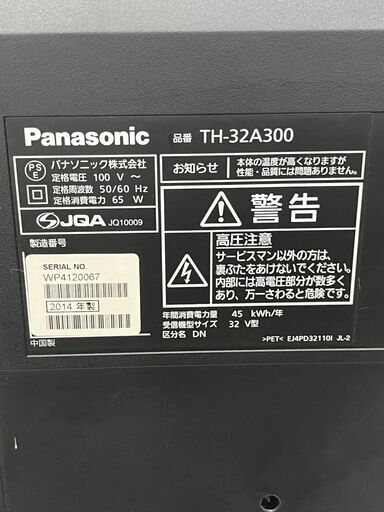 Panasonic 品番 TH-32A300
P S E
パナソニック株式会社
定格電圧 100 V ～
定格周波数 50/60 Hz
定格消費電力 65 W
お知らせ
本体の温度が高くなりますが
性能・品質には問題ありません。
JQA JQ10009
製造番号
SERIAL NO.
WP4120067
2014 年製
警告
高圧注意
サービスマン以外の方は、
裏ぶたをあけないでください。
内部には高電圧部分が数多く
あり、万一さわると危険です。
年間消費電力量 45 kWh/年
受信機型サイズ 32 V型
区分名 DN
中国製
>PET< EJ4PD32110I JL-2